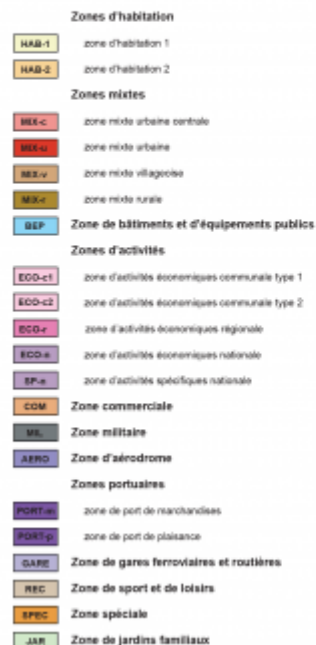 Zones d'habitation
HAB-1 zone d'habitation 1
HAB-2 zone d'habitation 2
Zones mixtes
MIX-c zone mixte urbaine centrale
MIX-u zone mixte urbaine
MIX-v zone mixte villageoise
MIX-r zone mixte rurale
BEP Zone de bâtiments et d'équipements publics
Zones d'activités
ECO-c1 zone d'activités économiques communale type 1
ECO-c2 zone d'activités économiques communale type 2
ECO-r zone d'activités économiques régionale
ECO-n zone d'activités économiques nationale
SP-n zone d'activités spécifiques nationale
COM Zone commerciale
MIL Zone militaire
AERO Zone d'aérodrome
Zones portuaires
PORT-m zone de port de marchandises
PORT-p zone de port de plaisance
GARE Zone de gares ferroviaires et routières
REC Zone de sport et de loisirs
SPEC Zone spéciale
JAR Zone de jardins familiaux